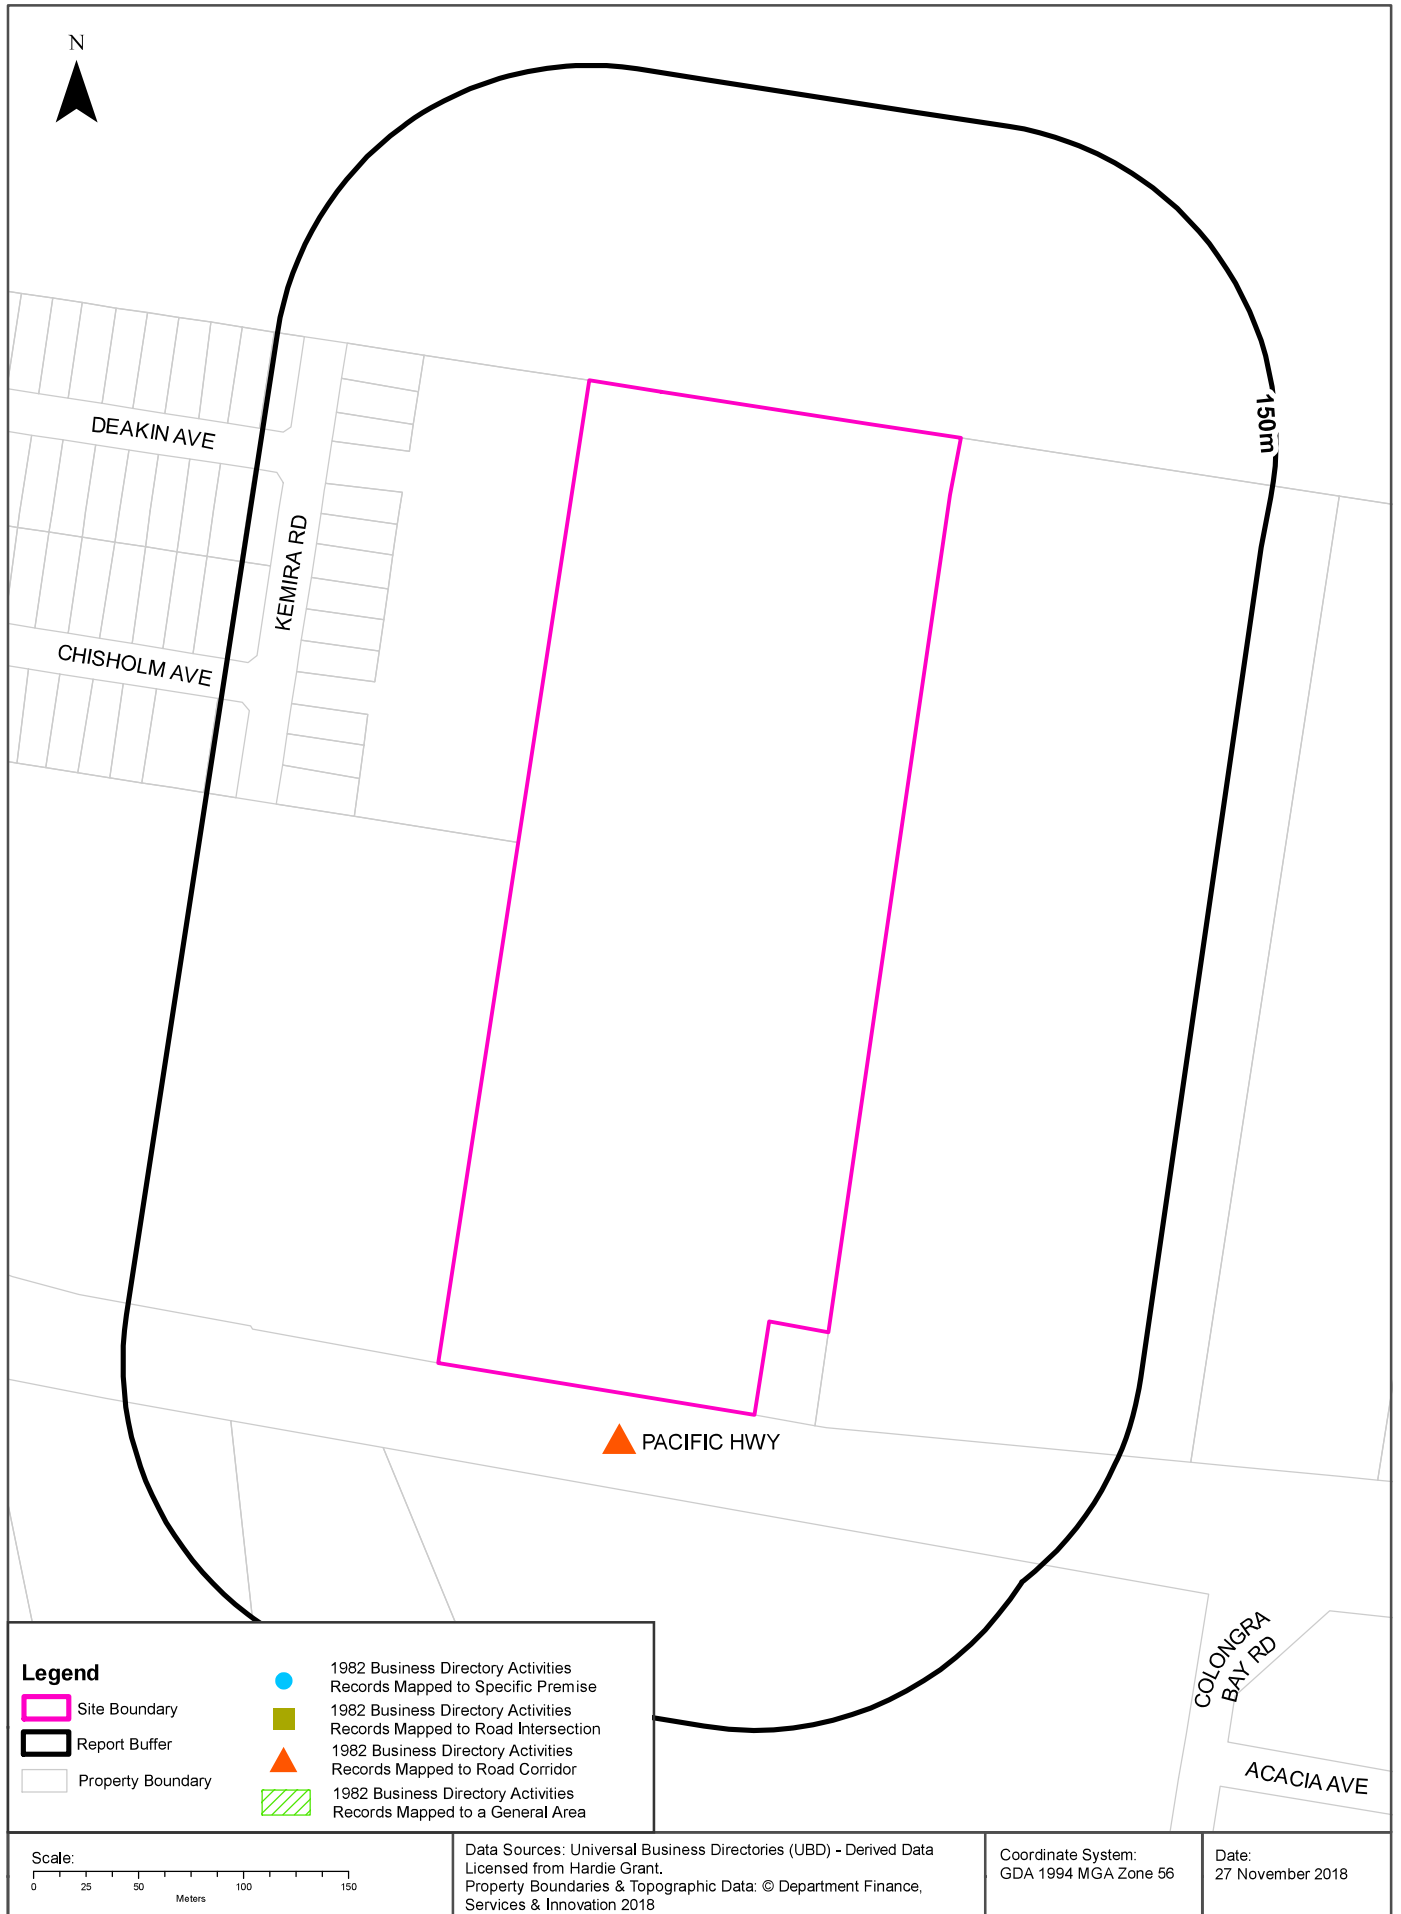 N
150m
DEAKIN AVE
KEMIRA RD
CHISHOLM AVE
PACIFIC HWY
COLONGRA
BAY RD
ACACIA AVE
Legend
Site Boundary
Report Buffer
Property Boundary
1982 Business Directory Activities
Records Mapped to Specific Premise
1982 Business Directory Activities
Records Mapped to Road Intersection
1982 Business Directory Activities
Records Mapped to Road Corridor
1982 Business Directory Activities
Records Mapped to a General Area
Scale:
0 25 50 100 150
Meters
Data Sources: Universal Business Directories (UBD) - Derived Data
Licensed from Hardie Grant.
Property Boundaries & Topographic Data: © Department Finance,
Services & Innovation 2018
Coordinate System:
GDA 1994 MGA Zone 56
Date:
27 November 2018